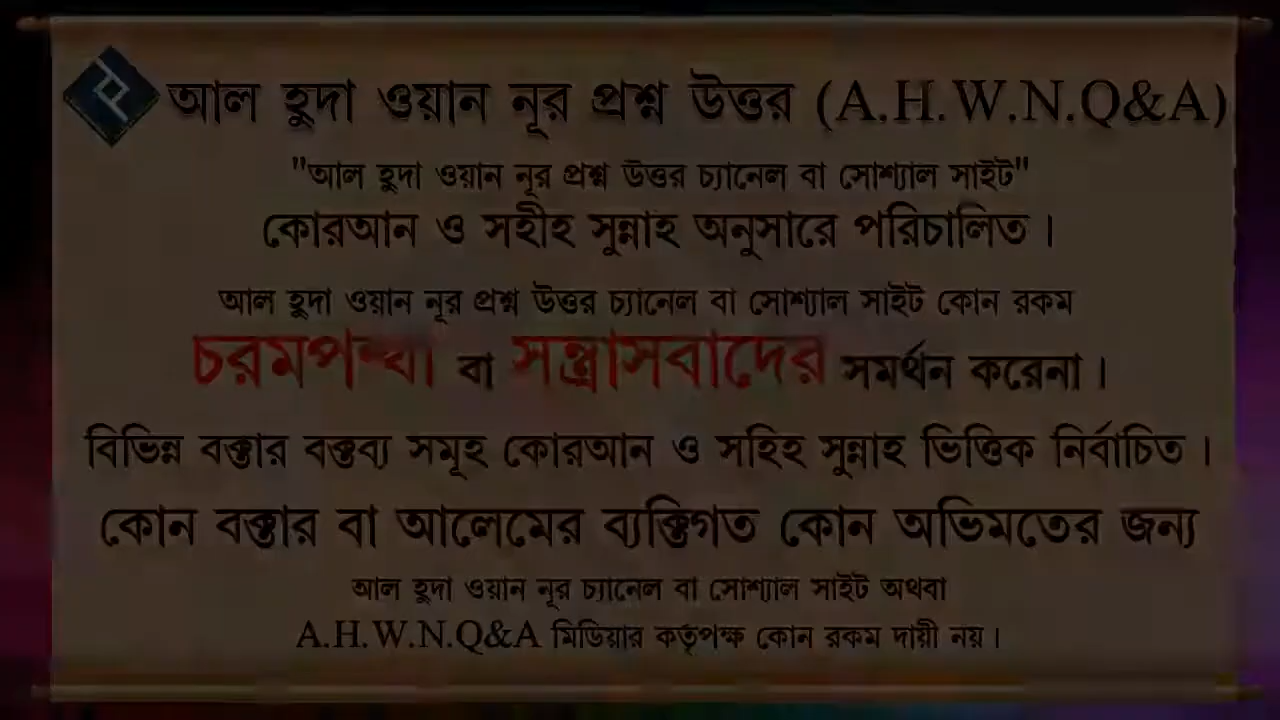 আল হুদা ওয়ান নূর প্রশ্ন উত্তর (A.H.W.N.Q&A)
"আল হুদা ওয়ান নূর প্রশ্ন উত্তর চ্যানেল বা সোশ্যাল সাইট"
কোরআন ও সহীহ সুন্নাহ অনুসারে পরিচালিত ।
আল হুদা ওয়ান নূর প্রশ্ন উত্তর চ্যানেল বা সোশ্যাল সাইট কোন রকম
চরমপন্থা বা সন্ত্রাসবাদের সমর্থন করেনা ।
বিভিন্ন বক্তার বক্তব্য সমূহ কোরআন ও সহিহ সুন্নাহ ভিত্তিক নির্বাচিত ।
কোন বক্তার বা আলেমের ব্যক্তিগত কোন অভিমতের জন্য
আল হুদা ওয়ান নূর চ্যানেল বা সোশ্যাল সাইট অথবা
A.H.W.N.Q&A মিডিয়ার কর্তৃপক্ষ কোন রকম দায়ী নয় ।